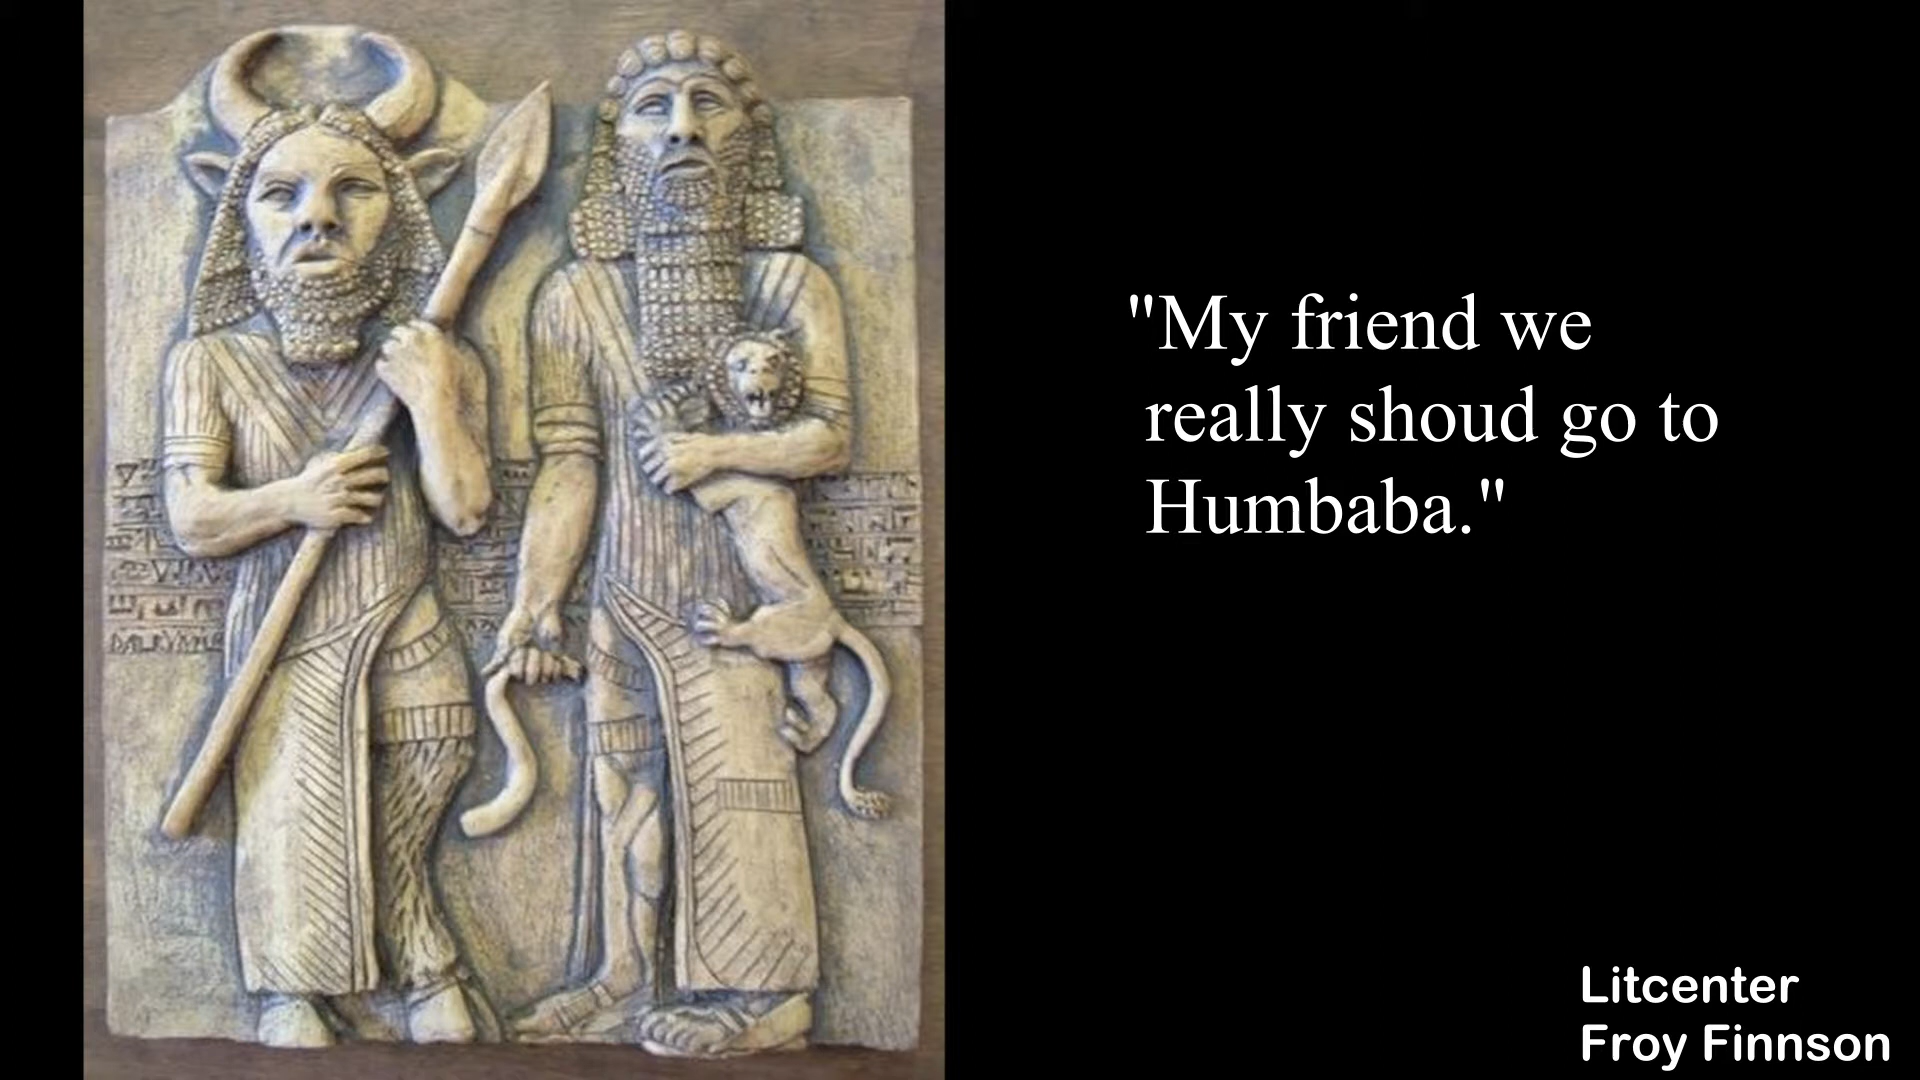 "My friend we
really shoud go to
Humbaba."
Litcenter
Froy Finnson